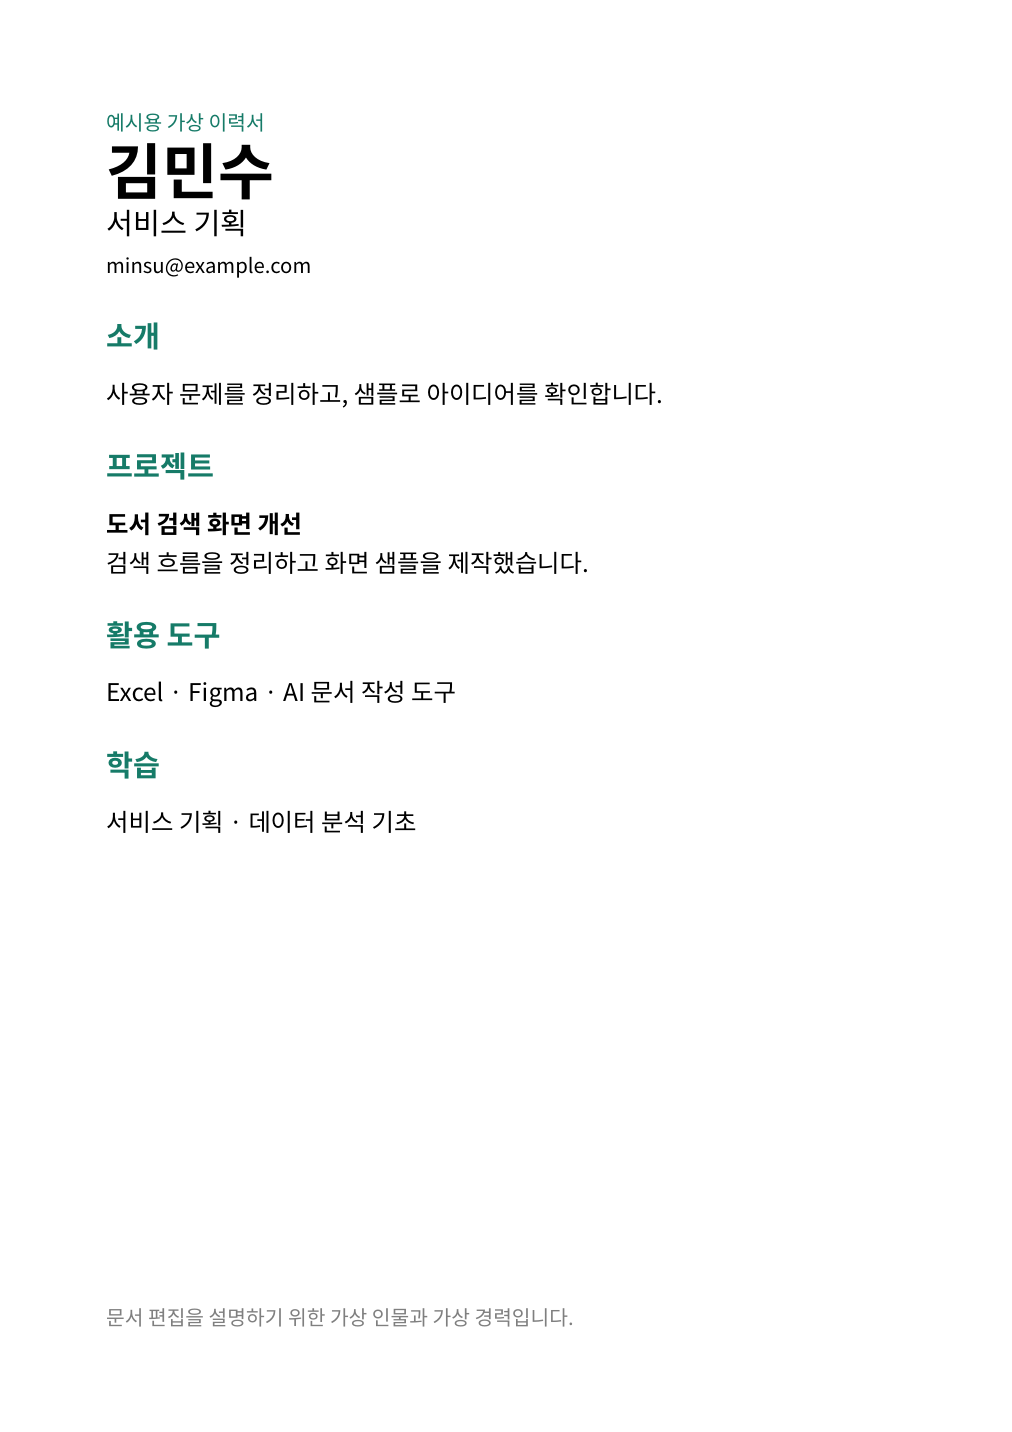 예시용 가상 이력서
김민수
서비스 기획
minsu@example.com
소개
사용자 문제를 정리하고, 샘플로 아이디어를 확인합니다.
프로젝트
도서 검색 화면 개선
검색 흐름을 정리하고 화면 샘플을 제작했습니다.
활용 도구
Excel · Figma · AI 문서 작성 도구
학습
서비스 기획 · 데이터 분석 기초
문서 편집을 설명하기 위한 가상 인물과 가상 경력입니다.